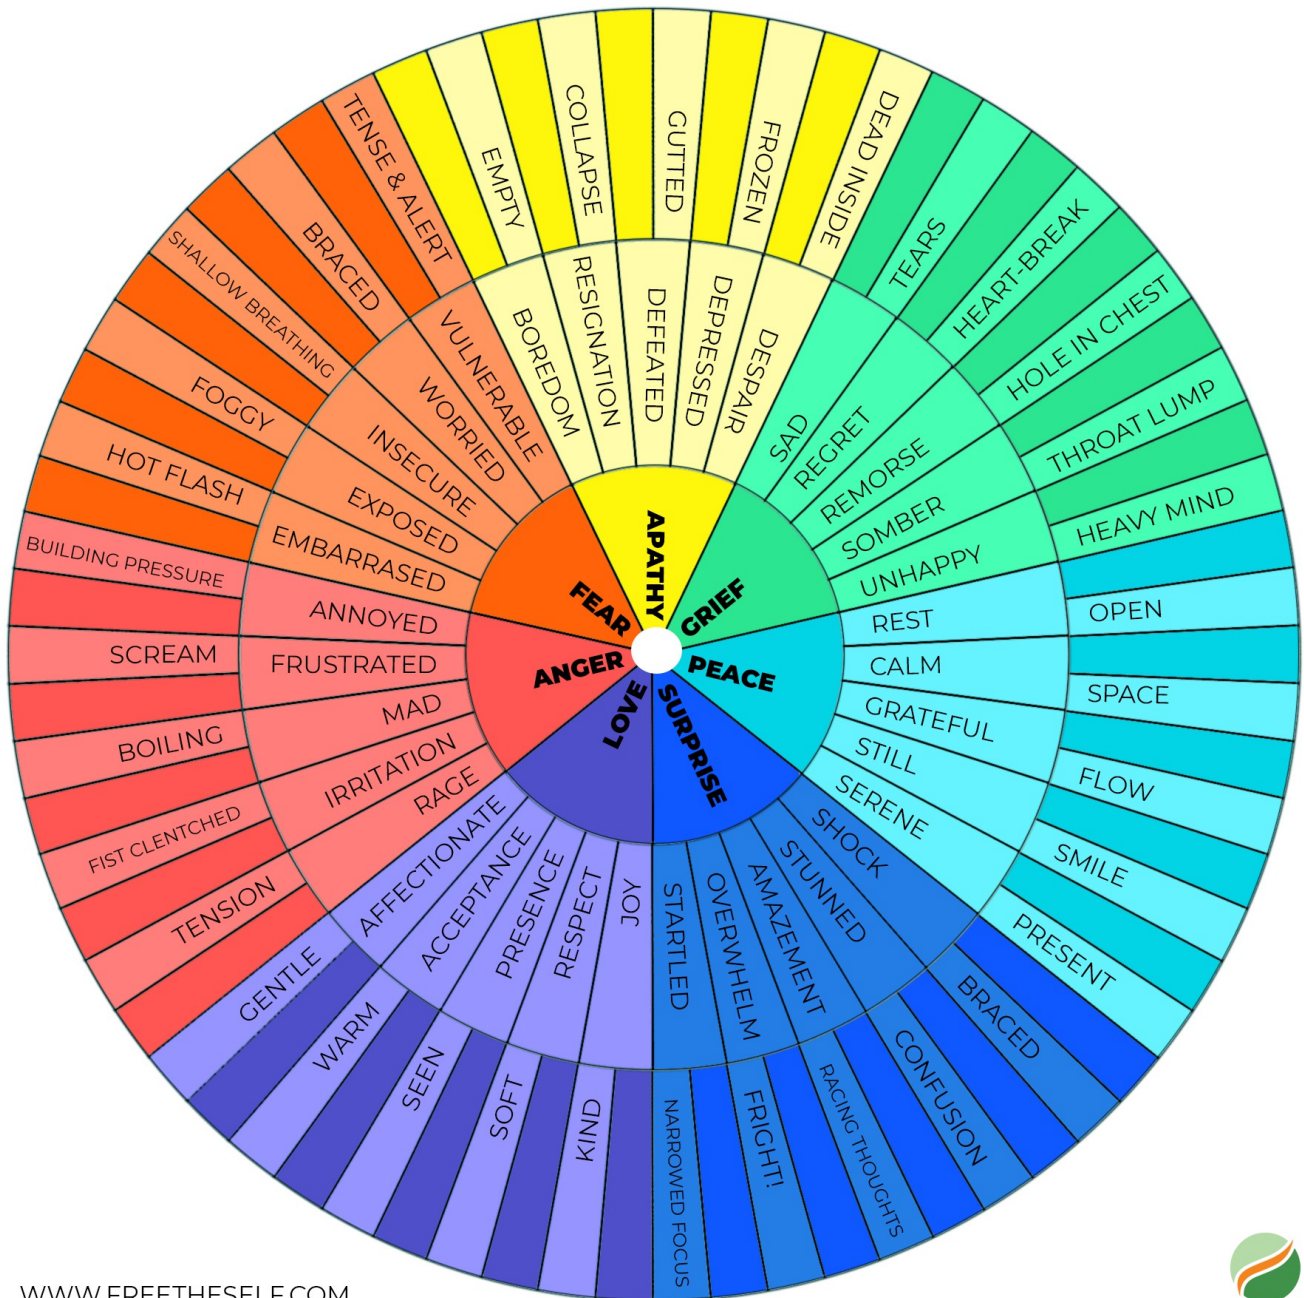 APATHY
GRIEF
PEACE
SURPRISE
LOVE
ANGER
FEAR
BOREDOM
RESIGNATION
DEFEATED
DEPRESSED
DESPAIR
SAD
REGRET
REMORSE
SOMBER
UNHAPPY
REST
CALM
GRATEFUL
STILL
SERENE
SHOCK
STUNNED
AMAZEMENT
OVERWHELM
STARTLED
JOY
RESPECT
PRESENCE
ACCEPTANCE
AFFECTIONATE
RAGE
IRRITATION
MAD
FRUSTRATED
ANNOYED
EMBARRASED
EXPOSED
INSECURE
WORRIED
VULNERABLE
EMPTY
COLLAPSE
GUTTED
FROZEN
DEAD INSIDE
TEARS
HEART-BREAK
HOLE IN CHEST
THROAT LUMP
HEAVY MIND
OPEN
SPACE
FLOW
SMILE
PRESENT
BRACED
CONFUSION
RACING THOUGHTS
FRIGHT!
NARROWED FOCUS
KIND
SOFT
SEEN
WARM
GENTLE
TENSION
FIST CLENTCHED
BOILING
SCREAM
BUILDING PRESSURE
HOT FLASH
FOGGY
SHALLOW BREATHING
BRACED
TENSE & ALERT
WWW.FREETHESELF.COM